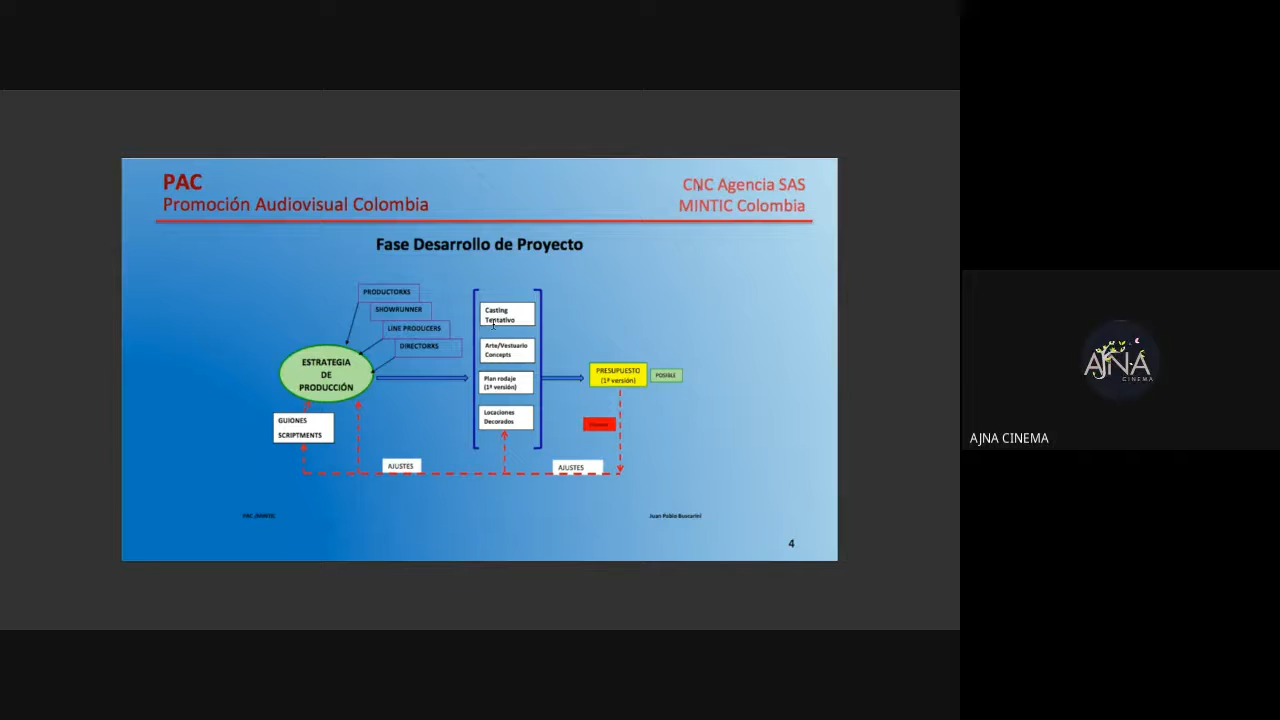 PAC
Promoción Audiovisual Colombia
CNC Agencia SAS
MINTIC Colombia
Fase Desarrollo de Proyecto
PRODUCTORXS
SHOWRUNNER
LINE PRODUCERS
DIRECTORXS
ESTRATEGIA
DE
PRODUCCIÓN
GUIONES
SCRIPTMENTS
Casting
Tentativo
Arte/Vestuario
Concepts
Plan rodaje
(1ª versión)
Locaciones
Decorados
PRESUPUESTO
(1ª versión)
POSIBLE
AJUSTES
AJUSTES
Juan Pablo Buscarini
4
AJNA
CINEMA
AJNA CINEMA